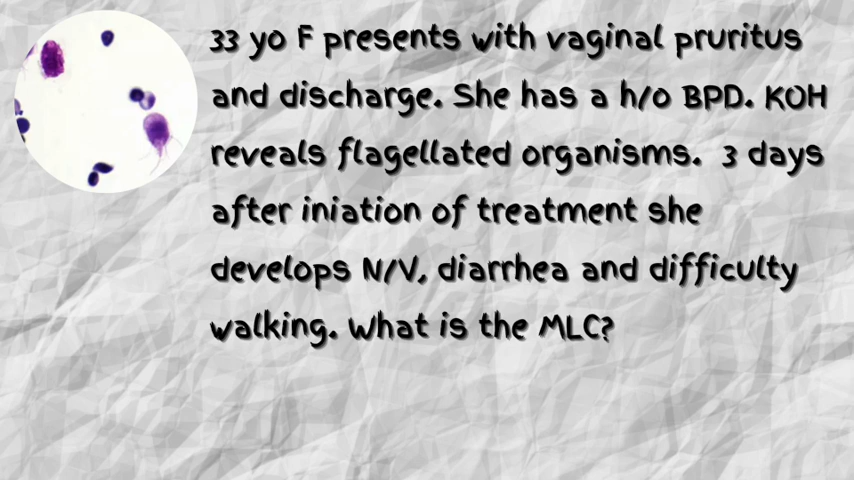 33 yo F presents with vaginal pruritus
and discharge. She has a h/o BPD. KOH
reveals flagellated organisms. 3 days
after iniation of treatment she
develops N/V, diarrhea and difficulty
walking. What is the MLC?